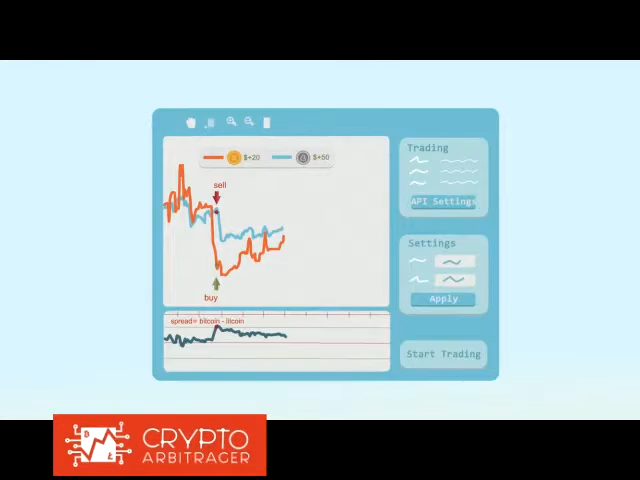 $+20
$+50
sell
buy
spread= bitcoin - litcoin
Trading
API Settings
Settings
Apply
Start Trading
CRYPTO
ARBITRAGER